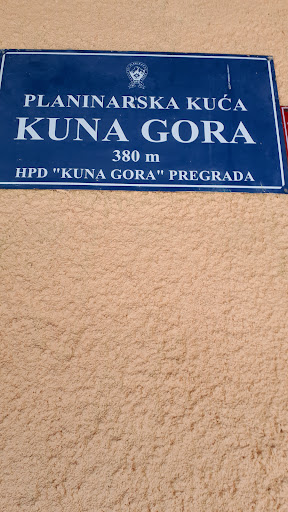 PLANINARSKA KUĆA
KUNA GORA
380 m
HPD "KUNA GORA" PREGRADA